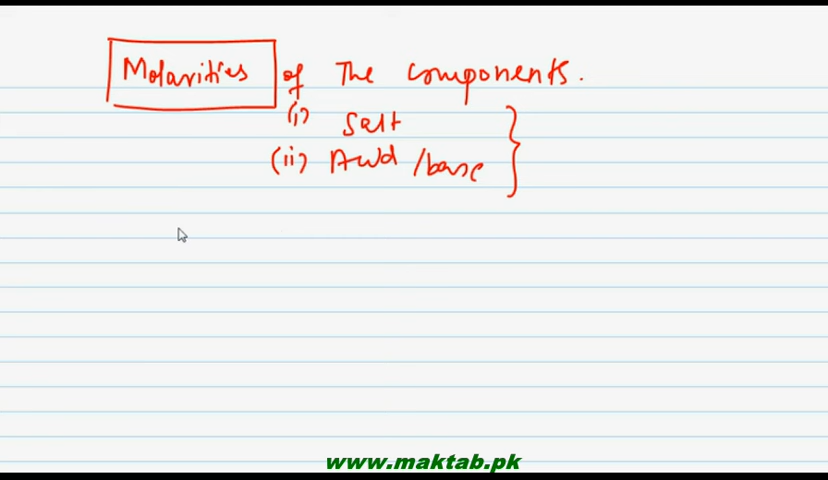 Molarities of The components.
(i) Salt
(ii) Acid /base
www.maktab.pk